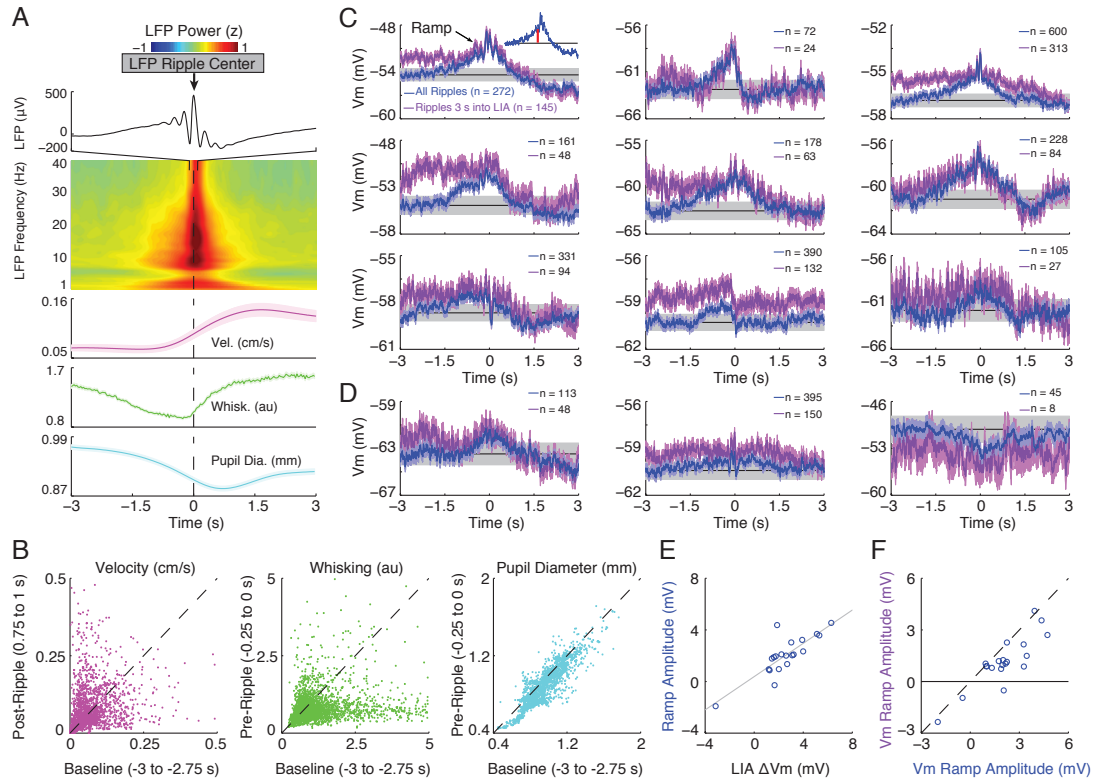 A
LFP Power (z)
−1 1
LFP Ripple Center
LFP (µV)
500
0
−200
LFP Frequency (Hz)
40
30
20
10
1
0.16
0.05
Vel. (cm/s)
1.7
0.8
Whisk. (au)
0.99
0.87
Pupil Dia. (mm)
−3 −1.5 0 1.5 3
Time (s)
B
Velocity (cm/s)
Post-Ripple (0.75 to 1 s)
0.5
0.25
0
0 0.25 0.5
Baseline (-3 to -2.75 s)
Whisking (au)
Pre-Ripple (-0.25 to 0 s)
5
2.5
0
0 2.5 5
Baseline (-3 to -2.75 s)
Pupil Diameter (mm)
Pre-Ripple (-0.25 to 0 s)
2
1.2
0.4
0.4 1.2 2
Baseline (-3 to -2.75 s)
C
Ramp
Vm (mV)
−48
−54
−60
All Ripples (n = 272)
Ripples 3 s into LIA (n = 145)
−56
−61
−66
n = 72
n = 24
−52
−55
−58
n = 600
n = 313
Vm (mV)
−48
−53
−58
n = 161
n = 48
−56
−60
−64
n = 178
n = 63
−60
−62
−64
n = 228
n = 84
Vm (mV)
−55
−58
−61
n = 331
n = 94
−56
−59
−62
n = 390
n = 132
−58
−62
−66
n = 105
n = 27
−3 −1.5 0 1.5 3
Time (s)
−3 −1.5 0 1.5 3
Time (s)
−3 −1.5 0 1.5 3
Time (s)
D
Vm (mV)
−59
−63
−67
n = 113
n = 48
−56
−59
−62
n = 395
n = 150
−46
−53
−60
n = 45
n = 8
−3 −1.5 0 1.5 3
Time (s)
−3 −1.5 0 1.5 3
Time (s)
−3 −1.5 0 1.5 3
Time (s)
E
Ramp Amplitude (mV)
8
4
0
−4
−4 0 4 8
LIA ΔVm (mV)
F
Vm Ramp Amplitude (mV)
6
3
0
−3
−3 0 3 6
Vm Ramp Amplitude (mV)